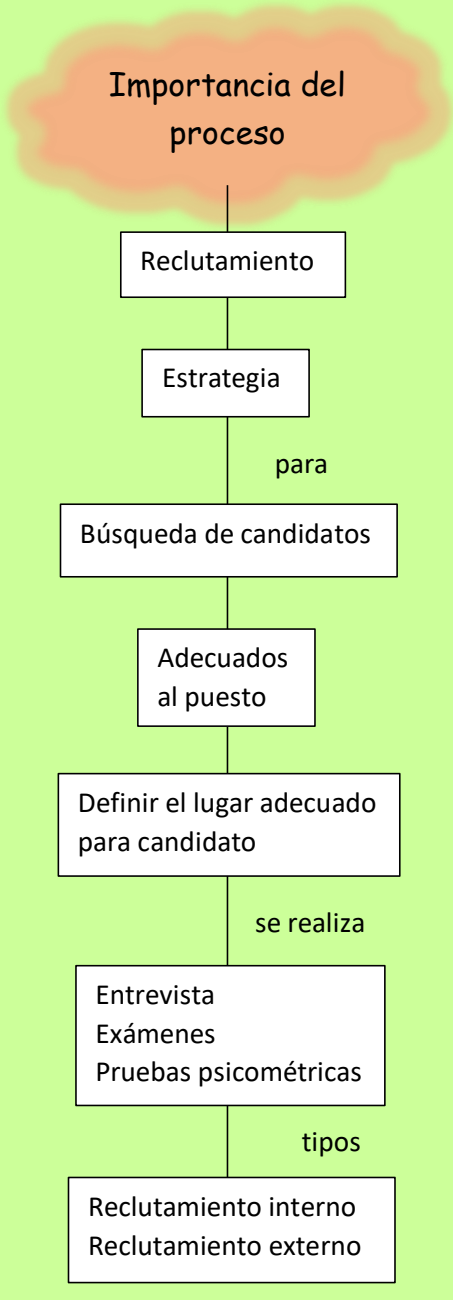 Importancia del
proceso
Reclutamiento
Estrategia
para
Búsqueda de candidatos
Adecuados
al puesto
Definir el lugar adecuado
para candidato
se realiza
Entrevista
Exámenes
Pruebas psicométricas
tipos
Reclutamiento interno
Reclutamiento externo